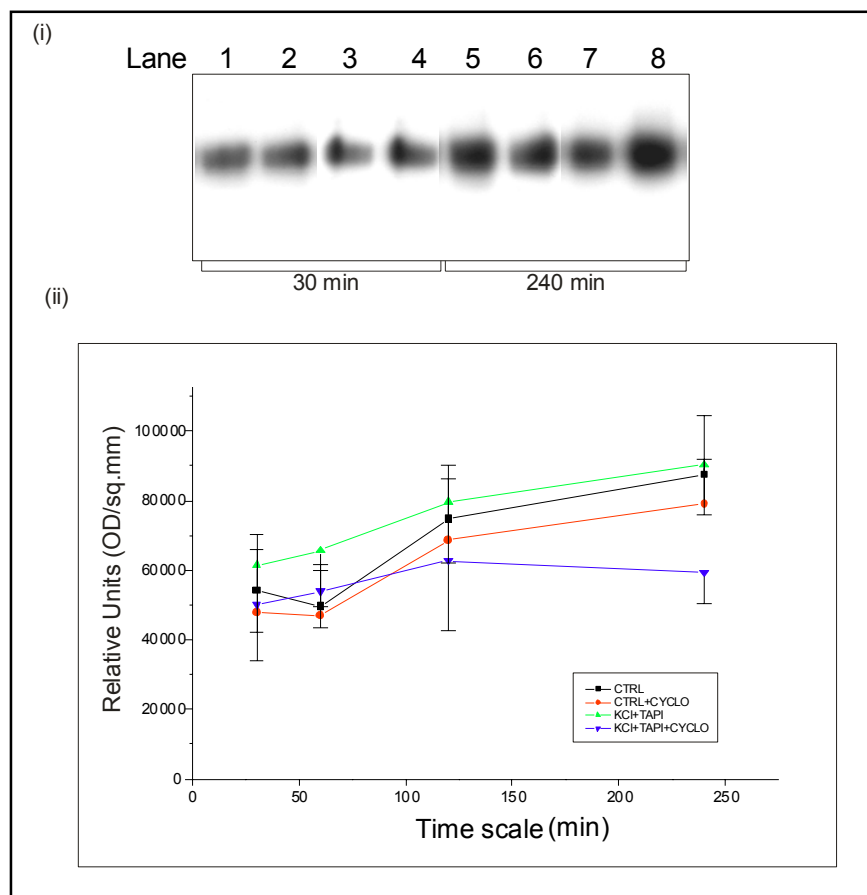 (i)
Lane 1 2 3 4 5 6 7 8
30 min 240 min
(ii)
Relative Units (OD/sq.mm)
100000
80000
60000
40000
20000
0
0 50 100 150 200 250
Time scale (min)
CTRL
CTRL+CYCLO
KCl+TAPI
KCl+TAPI+CYCLO